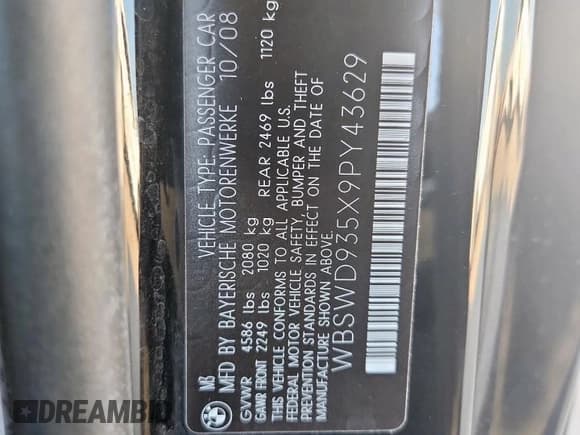 MS
VEHICLE TYPE: PASSENGER CAR
MFD BY BAYERISCHE MOTORENWERKE 10/08
GVWR 4586 lbs 2080 kg
GAWR FRONT 2249 lbs 1020 kg REAR 2469 lbs 1120 kg
THIS CAR CONFORMS TO ALL APPLICABLE U.S.
FEDERAL MOTOR VEHICLE SAFETY, BUMPER AND THEFT
PREVENTION STANDARDS IN EFFECT ON THE DATE OF
MANUFACTURE SHOWN ABOVE.
WBSWD935X9PY43629
DREAMBID